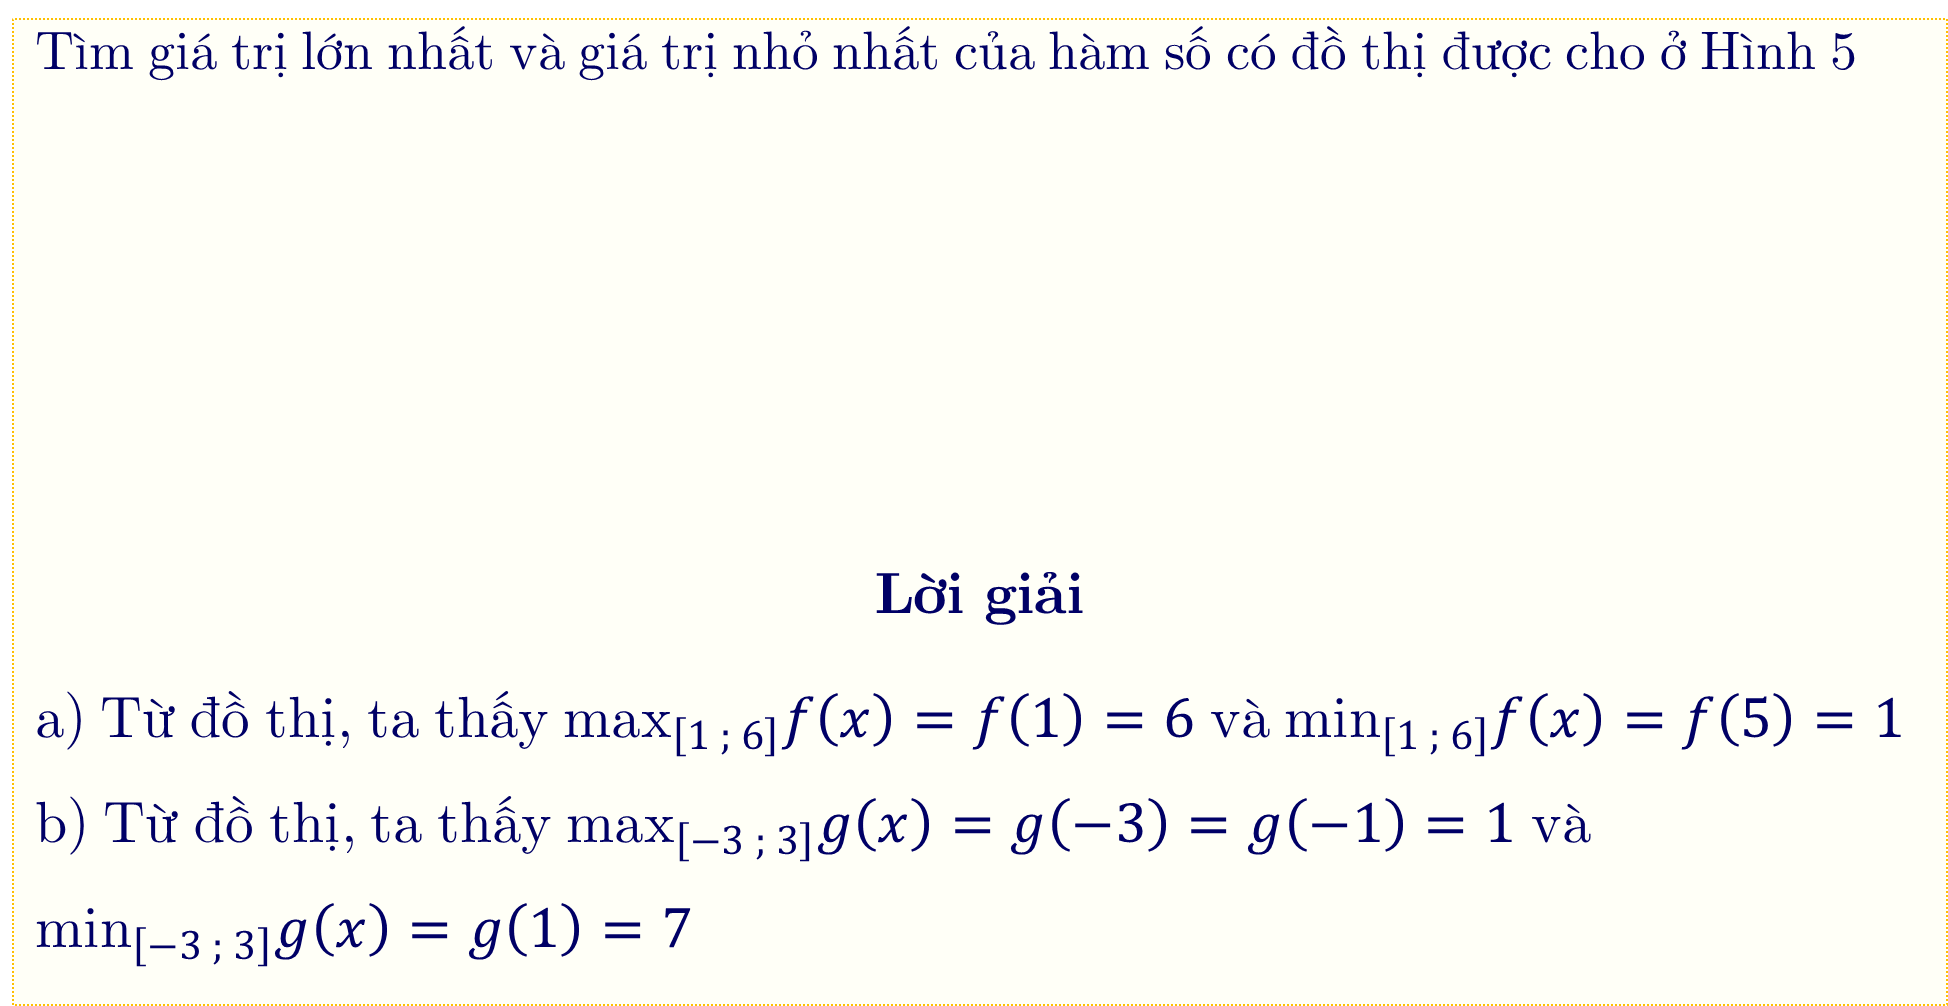 Tìm giá trị lớn nhất và giá trị nhỏ nhất của hàm số có đồ thị được cho ở Hình 5
Lời giải
a) Từ đồ thị, ta thấy max[1 ; 6]f(x) = f(1) = 6 và min[1 ; 6]f(x) = f(5) = 1
b) Từ đồ thị, ta thấy max[−3 ; 3]g(x) = g(−3) = g(−1) = 1 và
min[−3 ; 3]g(x) = g(1) = 7